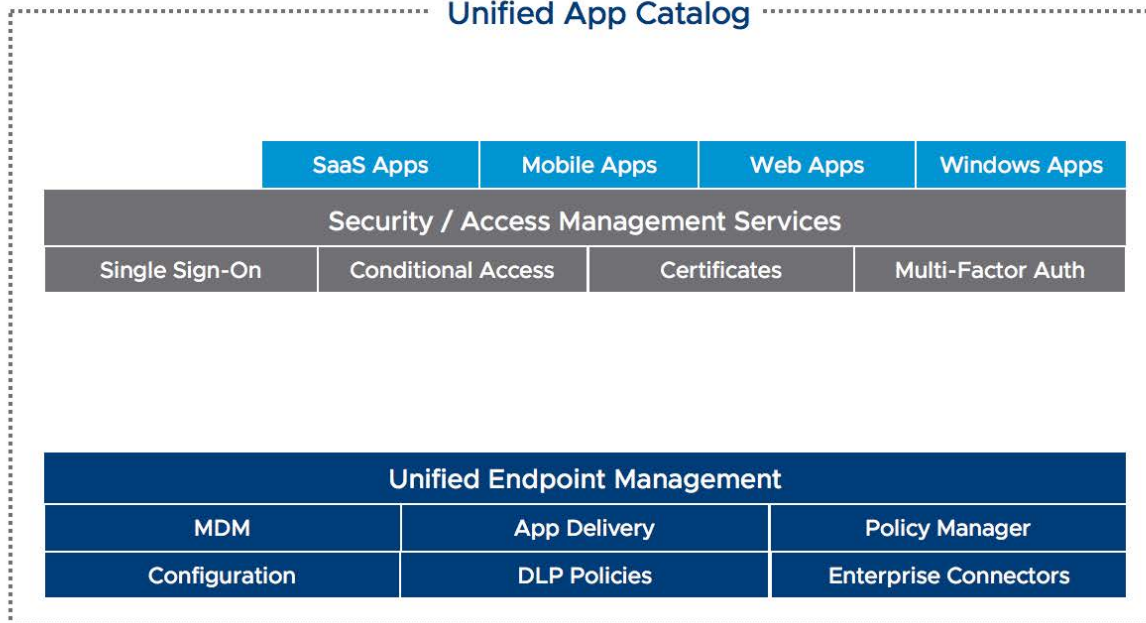 Unified App Catalog
SaaS Apps Mobile Apps Web Apps Windows Apps
Security / Access Management Services
Single Sign-On Conditional Access Certificates Multi-Factor Auth
Unified Endpoint Management
MDM App Delivery Policy Manager
Configuration DLP Policies Enterprise Connectors